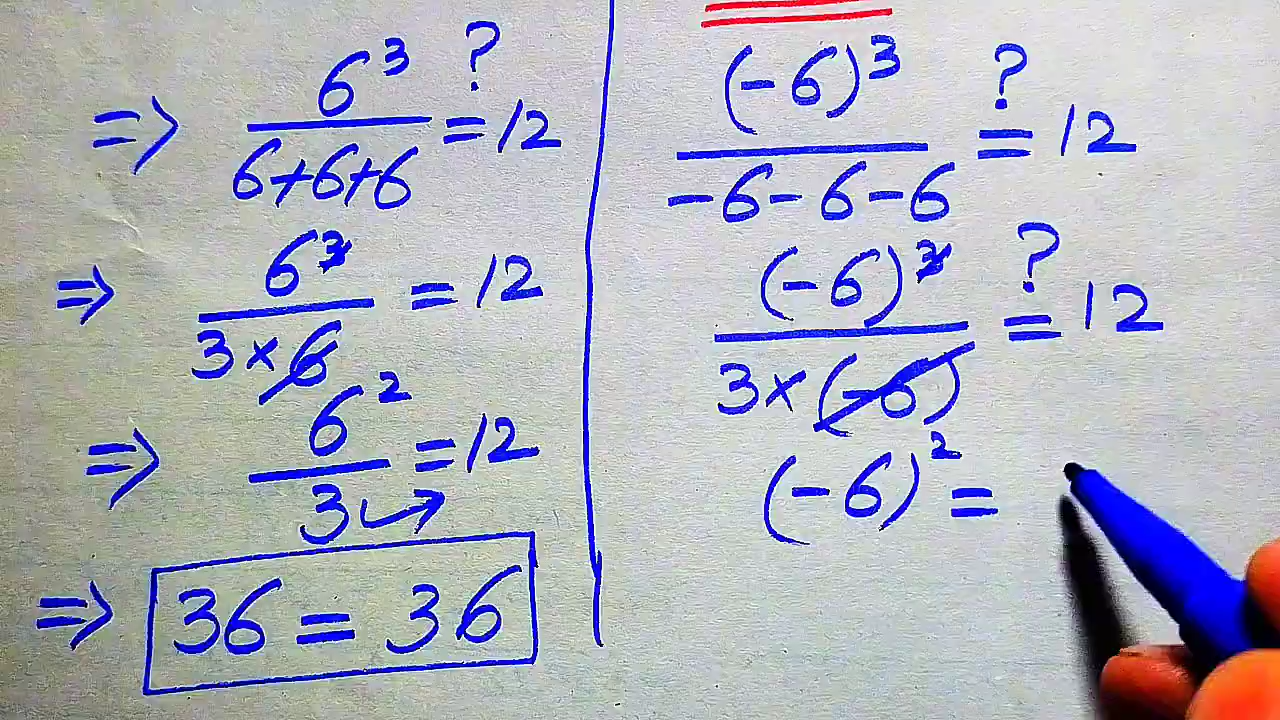 ⇒ 6³/(6+6+6) =? 12
⇒ 6³/(3×6) = 12
⇒ 6²/3 = 12
⇒ 36 = 36
(-6)³/(-6-6-6) =? 12
(-6)³/(3×(-6)) =? 12
(-6)² =